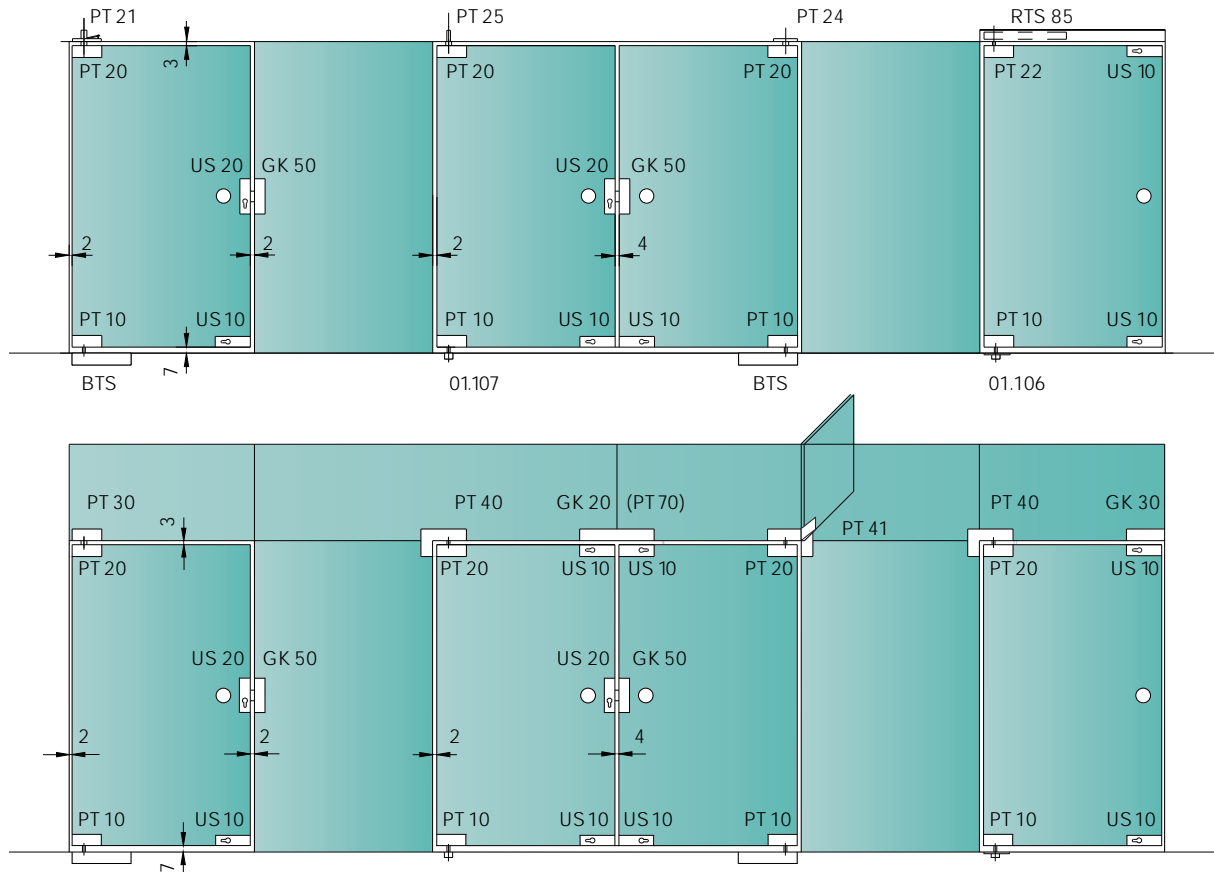 PT 21 PT 25 PT 24 RTS 85
3
PT 20 PT 20 PT 20 PT 22 US 10
US 20 GK 50 US 20 GK 50
2 2 2 4
PT 10 US 10 PT 10 US 10 US 10 PT 10 PT 10 US 10
7
BTS 01.107 BTS 01.106
PT 30 PT 40 GK 20 (PT 70) PT 40 GK 30
3 PT 41
PT 20 PT 20 US 10 US 10 PT 20 PT 20 US 10
US 20 GK 50 US 20 GK 50
2 2 2 4
PT 10 US 10 PT 10 US 10 US 10 PT 10 PT 10 US 10
7